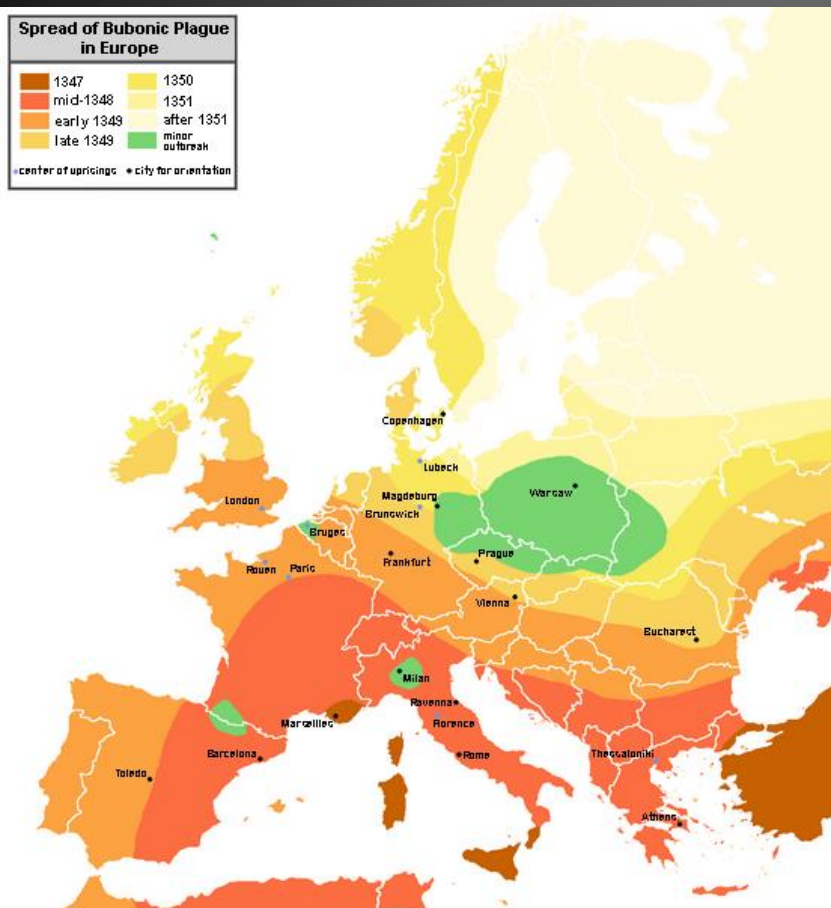 Spread of Bubonic Plague
in Europe
1347
mid-1348
early 1349
late 1349
1350
1351
after 1351
minor
outbreak
center of uprisings
city for orientation
Copenhagen
Lubeck
Magdeburg
Warsaw
London
Brunswick
Bruges
Rouen
Paris
Frankfurt
Prague
Vienna
Bucharest
Milan
Ravenna
Marseilles
Florence
Barcelona
Rome
Thessaloniki
Toledo
Athens